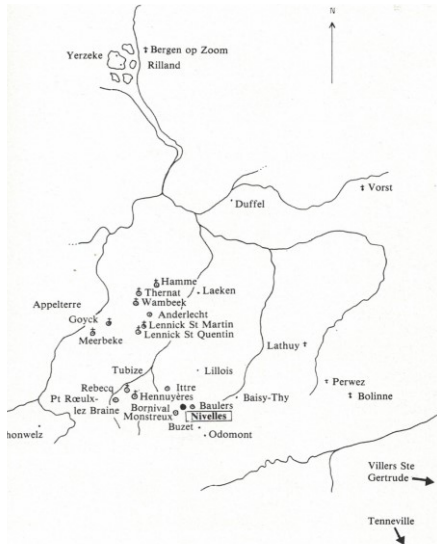 N
Bergen op Zoom
Yerzeke
Rilland
Vorst
Duffel
Hamme
Thernat
Laeken
Wambeek
Appelterre
Anderlecht
Goyck
Lennick St Martin
Meerbeke
Lennick St Quentin
Lathuy
Tubize
Lillois
Rebecq
Ittre
Perwez
Pt Rœulx-
lez Braine
Hennuyères
Baisy-Thy
Bolinne
Bornival
Baulers
Monstreux
Nivelles
honwelz
Buzet
Odomont
Villers Ste
Gertrude
Tenneville